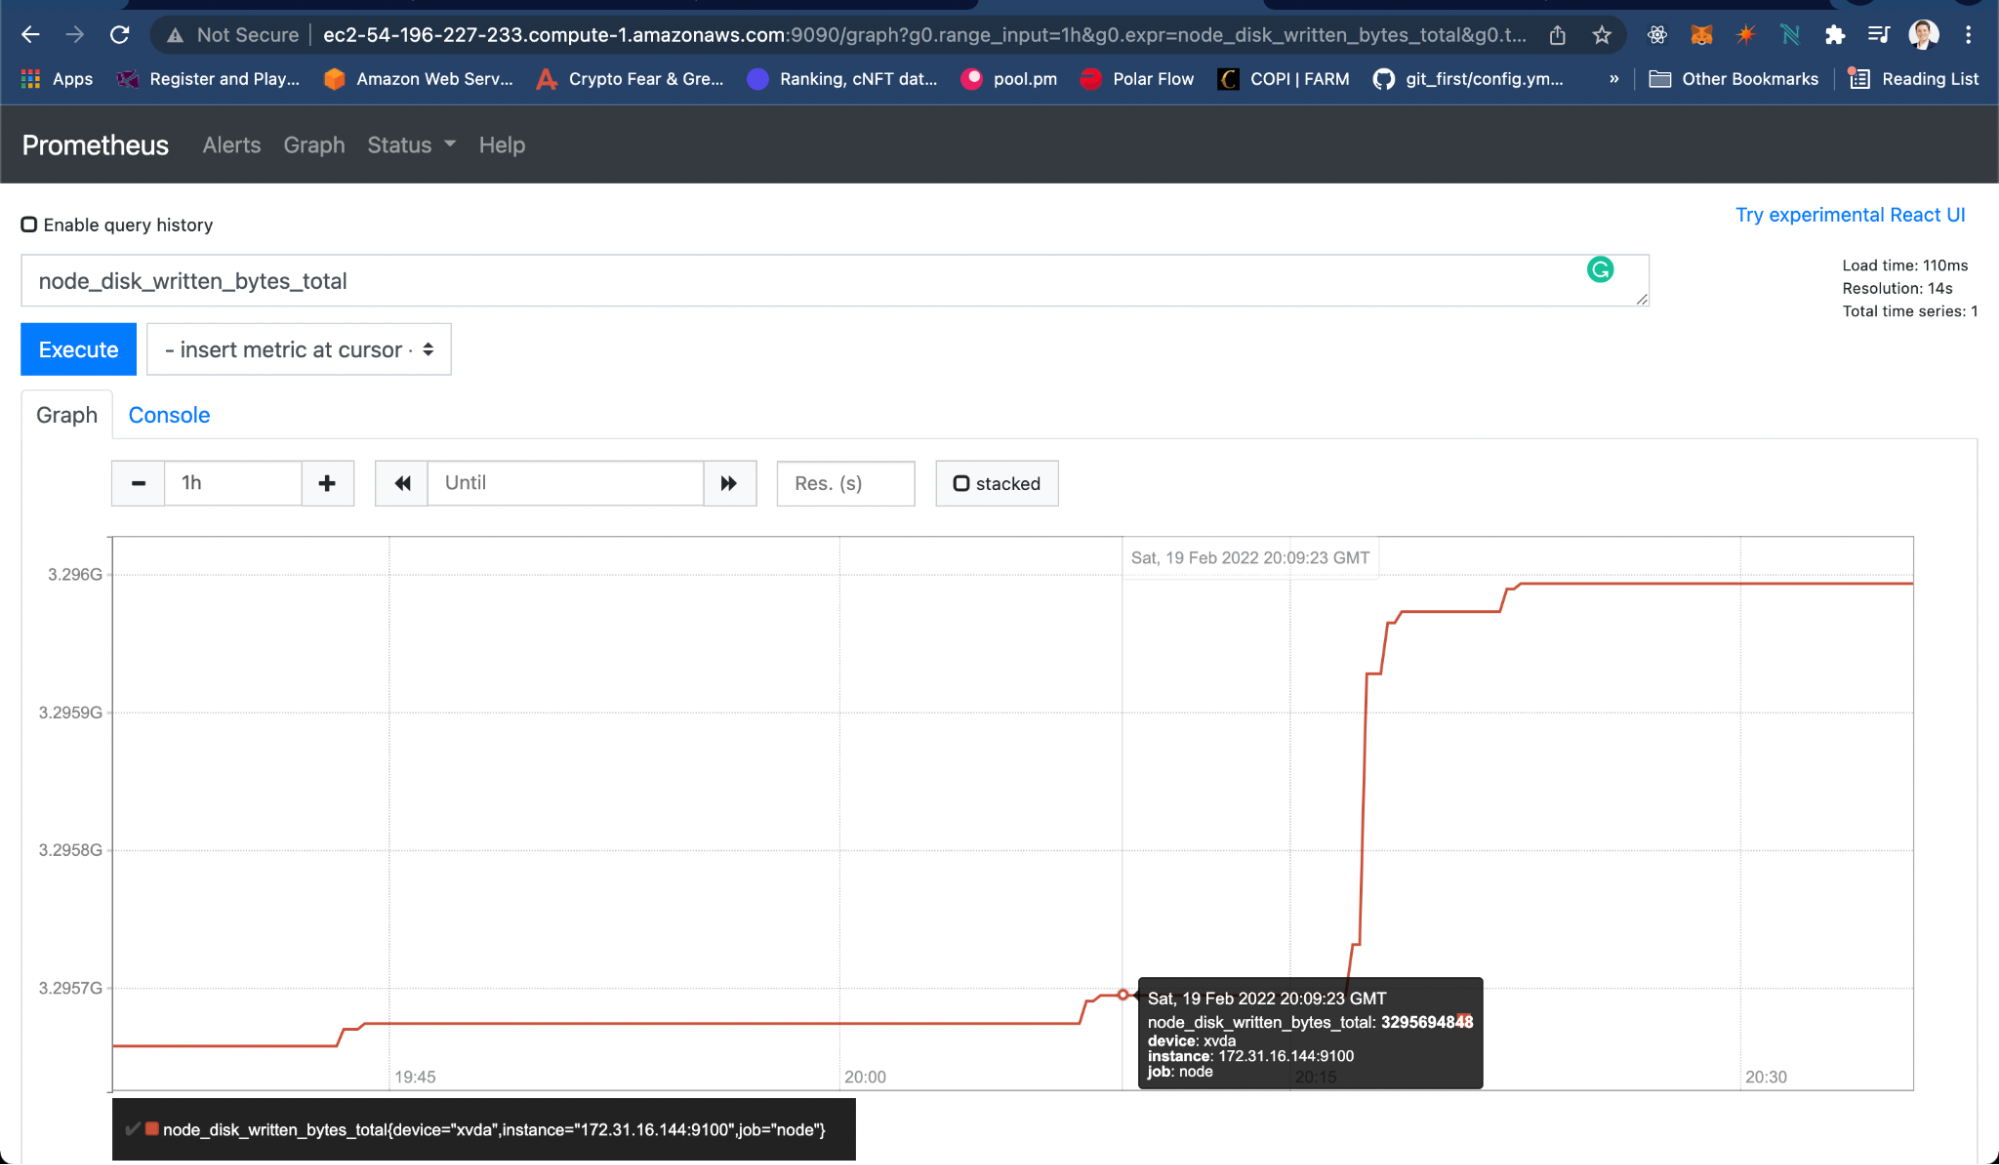 Not Secure | ec2-54-196-227-233.compute-1.amazonaws.com:9090/graph?g0.range_input=1h&g0.expr=node_disk_written_bytes_total&g0.t...
Apps Register and Play... Amazon Web Serv... Crypto Fear & Gre... Ranking, cNFT dat... pool.pm Polar Flow COPI | FARM git_first/config.ym... » Other Bookmarks Reading List
Prometheus Alerts Graph Status Help
Try experimental React UI
Enable query history
node_disk_written_bytes_total
Load time: 110ms
Resolution: 14s
Total time series: 1
Execute - insert metric at cursor -
Graph Console
1h Until Res. (s) stacked
Sat, 19 Feb 2022 20:09:23 GMT
3.296G
3.2959G
3.2958G
3.2957G
Sat, 19 Feb 2022 20:09:23 GMT
node_disk_written_bytes_total: 3295694848
device: xvda
instance: 172.31.16.144:9100
job: node
19:45 20:00 20:15 20:30
node_disk_written_bytes_total{device="xvda",instance="172.31.16.144:9100",job="node"}